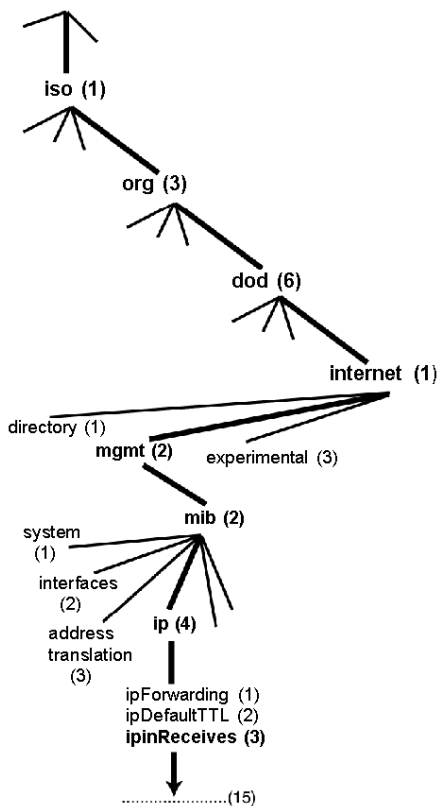 iso (1)
org (3)
dod (6)
internet (1)
directory (1)
mgmt (2)
experimental (3)
mib (2)
system
(1)
interfaces
(2)
address
translation
(3)
ip (4)
ipForwarding (1)
ipDefaultTTL (2)
ipinReceives (3)
....................(15)